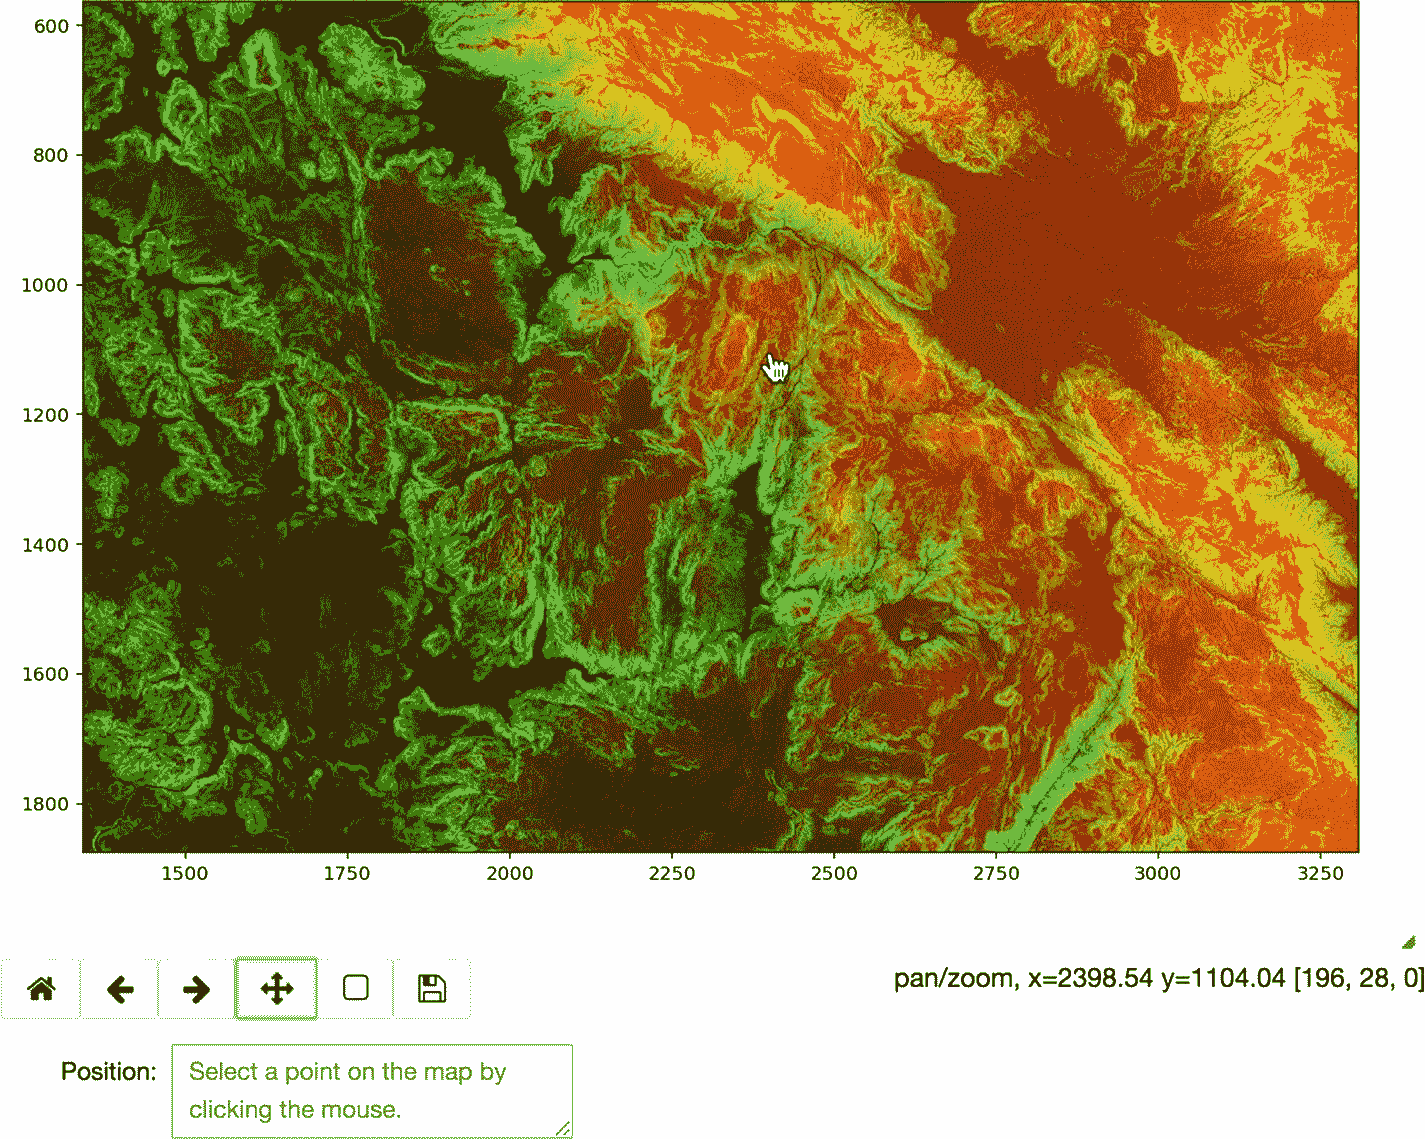 600
800
1000
1200
1400
1600
1800
1500 1750 2000 2250 2500 2750 3000 3250
pan/zoom, x=2398.54 y=1104.04 [196, 28, 0]
Position:
Select a point on the map by
clicking the mouse.